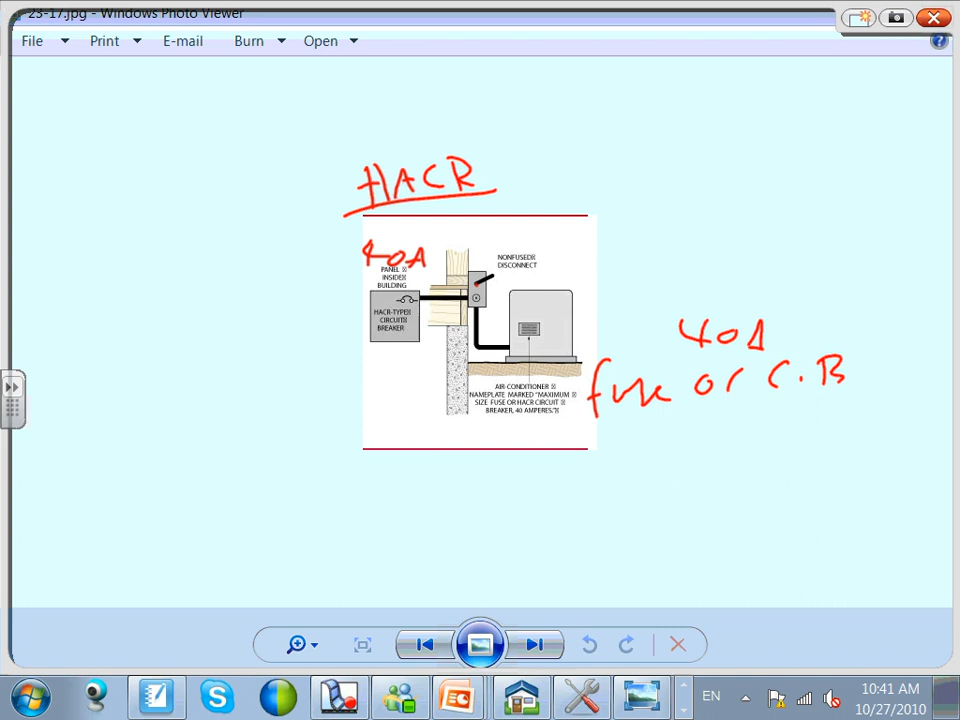 23-17.jpg - Windows Photo Viewer
File Print E-mail Burn Open
HACR
40A
PANEL
INSIDE
BUILDING
HACR-TYPE
CIRCUIT
BREAKER
NONFUSED
DISCONNECT
AIR-CONDITIONER
NAMEPLATE MARKED "MAXIMUM
SIZE FUSE OR HACR CIRCUIT
BREAKER, 40 AMPERES."
40A
fuse or C.B
EN
10:41 AM
10/27/2010